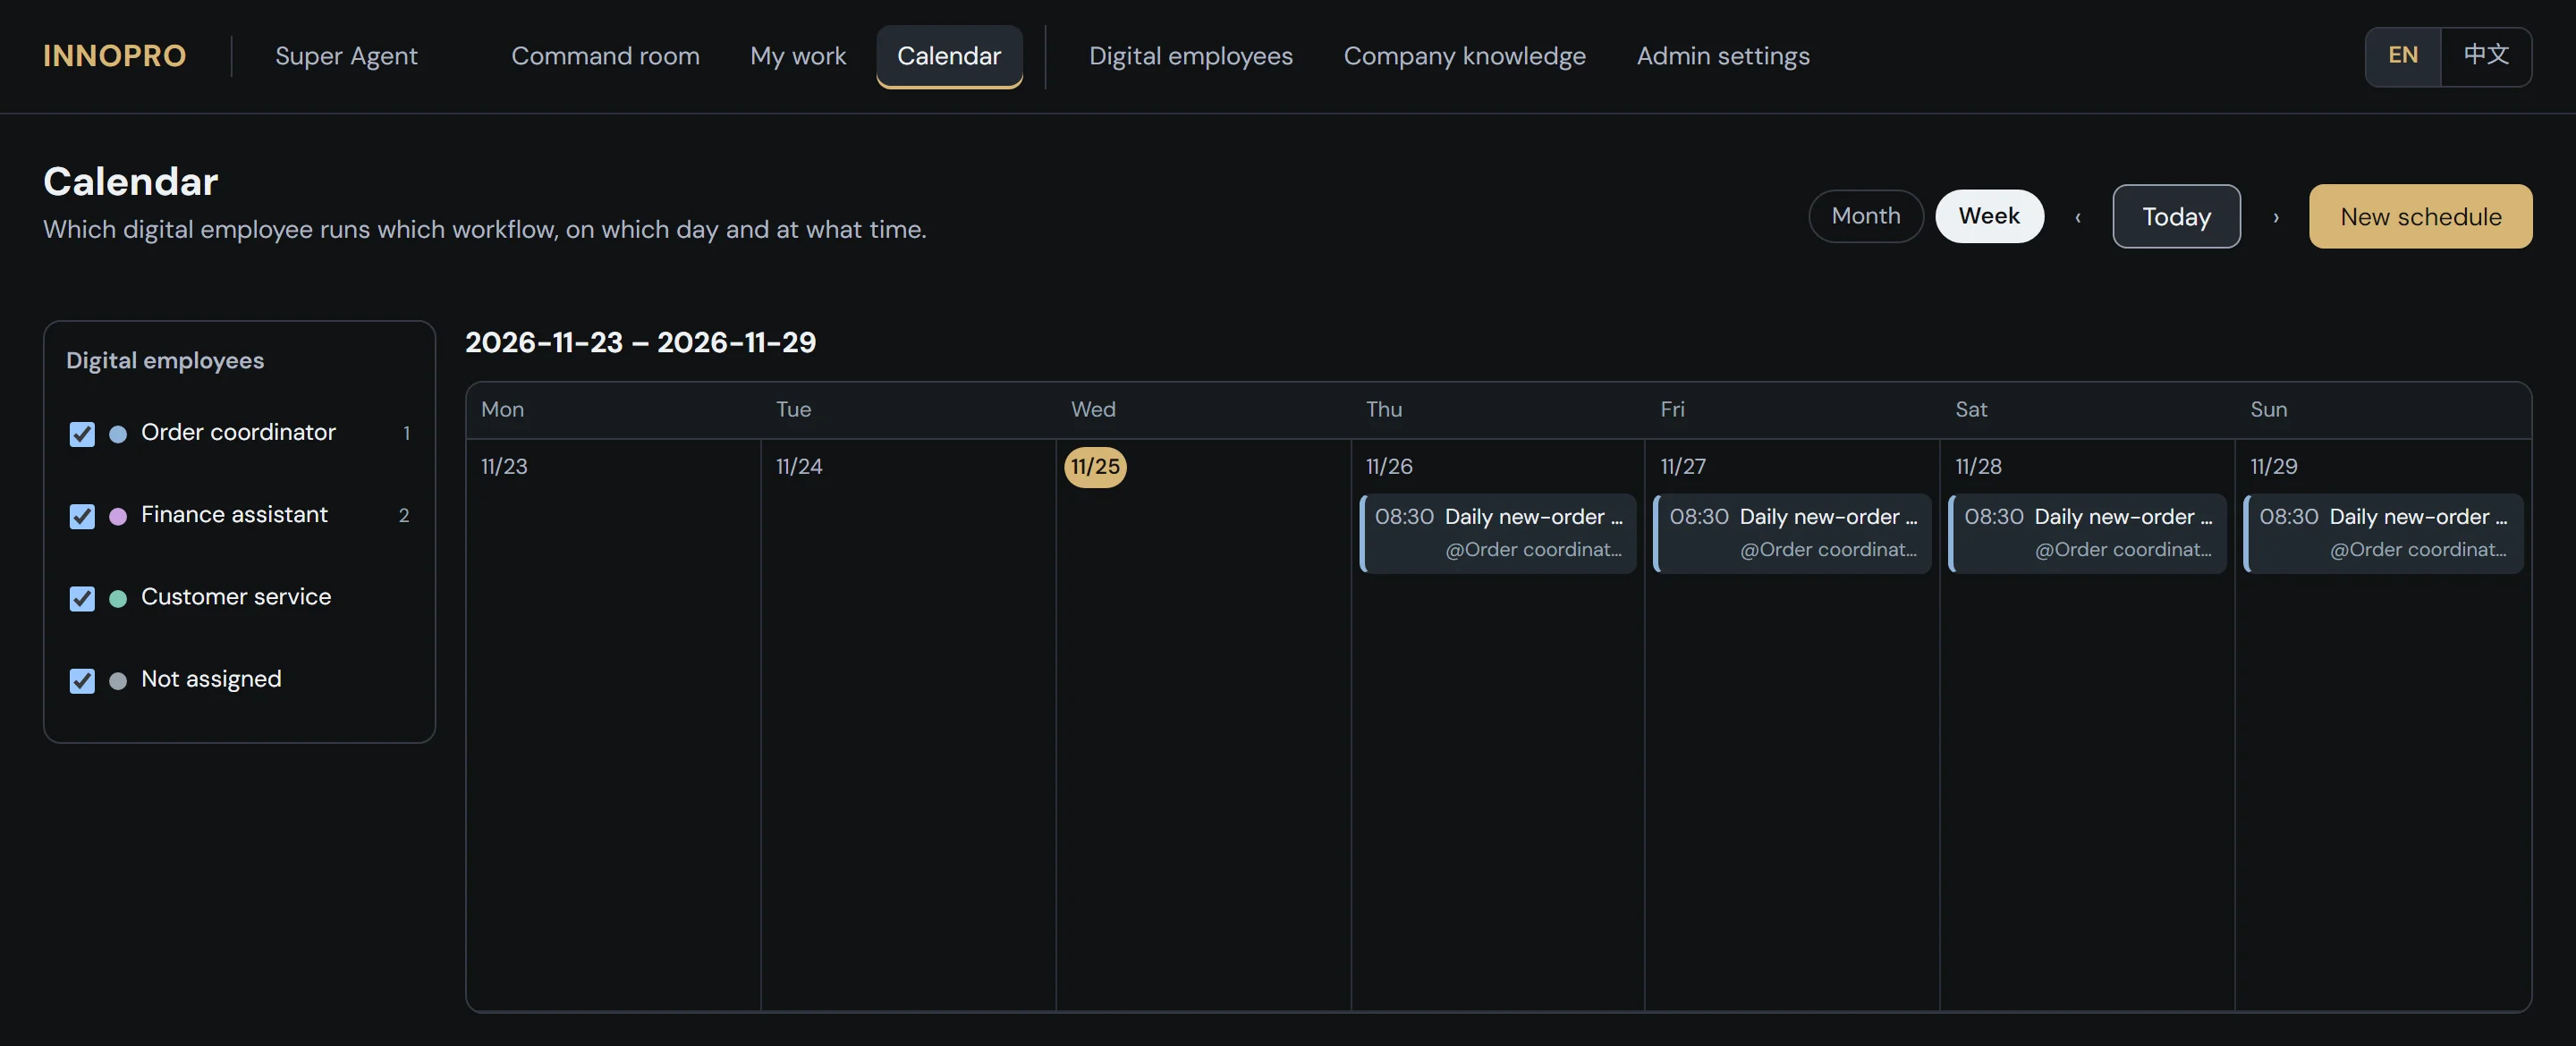 INNOPRO
Super Agent
Command room
My work
Calendar
Digital employees
Company knowledge
Admin settings
EN
中文
Calendar
Which digital employee runs which workflow, on which day and at what time.
Month
Week
‹
Today
›
New schedule
Digital employees
Order coordinator 1
Finance assistant 2
Customer service
Not assigned
2026-11-23 – 2026-11-29
Mon Tue Wed Thu Fri Sat Sun
11/23 11/24 11/25 11/26 11/27 11/28 11/29
08:30 Daily new-order ...
@Order coordinat...
08:30 Daily new-order ...
@Order coordinat...
08:30 Daily new-order ...
@Order coordinat...
08:30 Daily new-order ...
@Order coordinat...